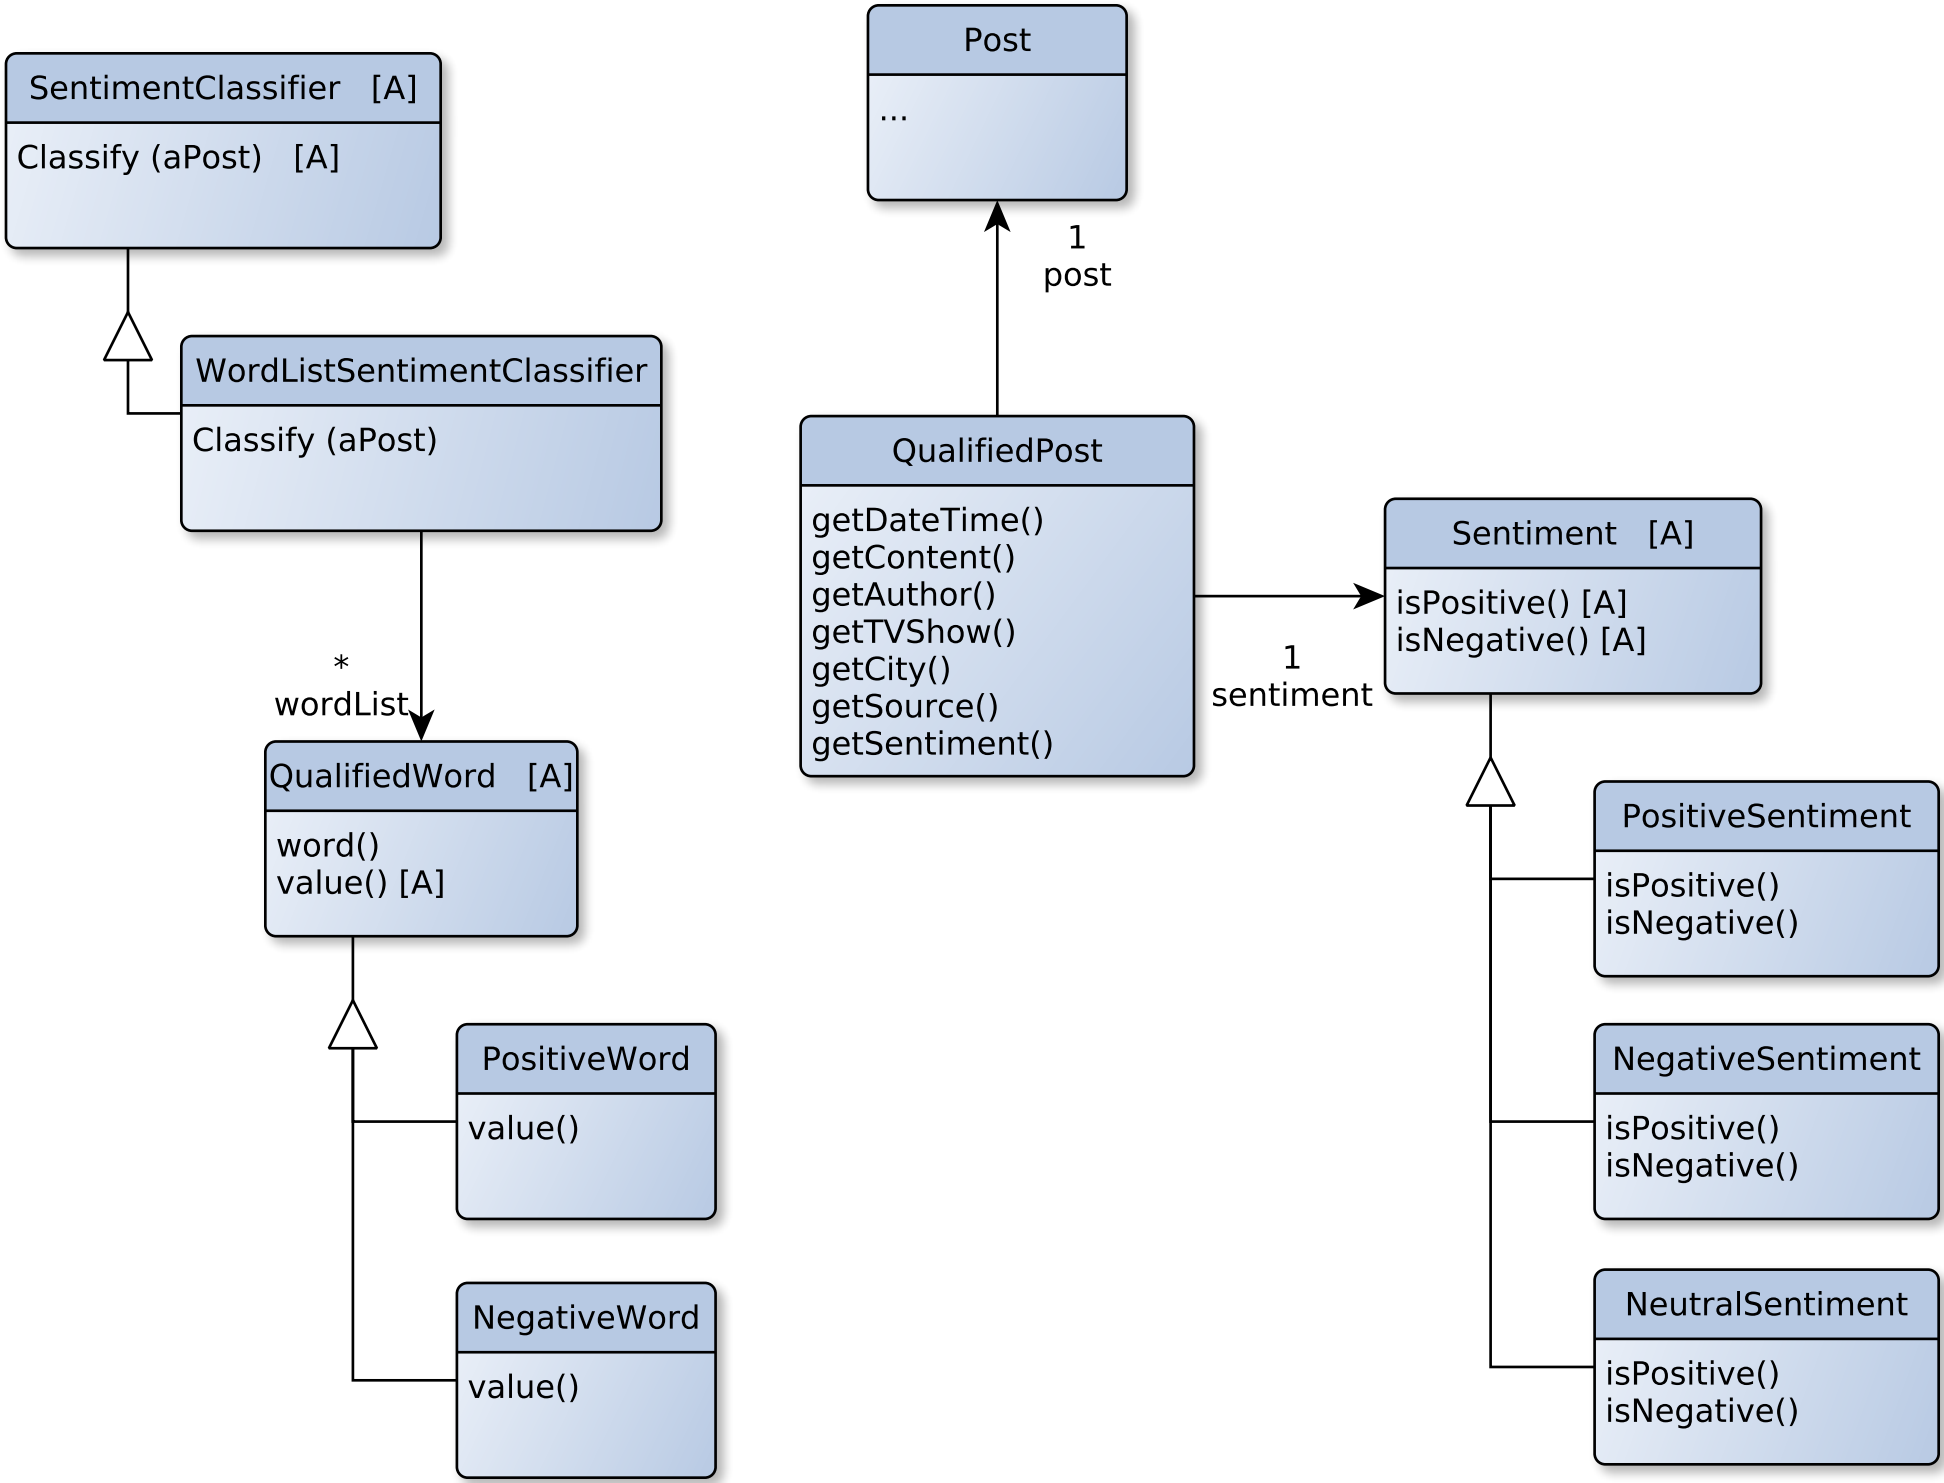 SentimentClassifier [A]
Classify (aPost) [A]
WordListSentimentClassifier
Classify (aPost)
*
wordList
QualifiedWord [A]
word()
value() [A]
PositiveWord
value()
NegativeWord
value()
Post
...
1
post
QualifiedPost
getDateTime()
getContent()
getAuthor()
getTVShow()
getCity()
getSource()
getSentiment()
1
sentiment
Sentiment [A]
isPositive() [A]
isNegative() [A]
PositiveSentiment
isPositive()
isNegative()
NegativeSentiment
isPositive()
isNegative()
NeutralSentiment
isPositive()
isNegative()